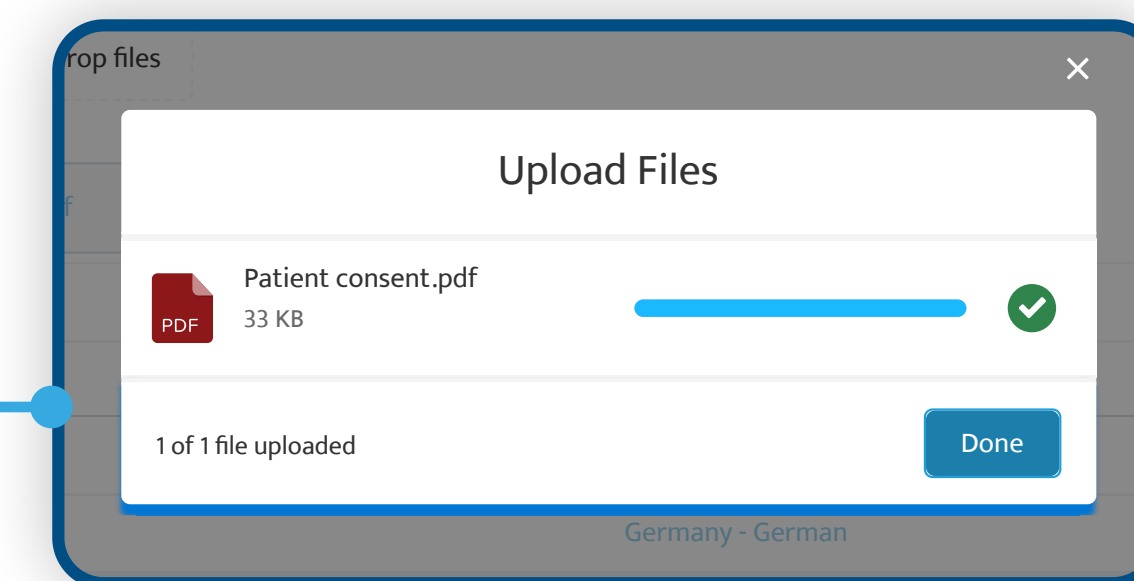 rop files
Upload Files
f
Patient consent.pdf
PDF
33 KB
1 of 1 file uploaded
Done
Germany - German